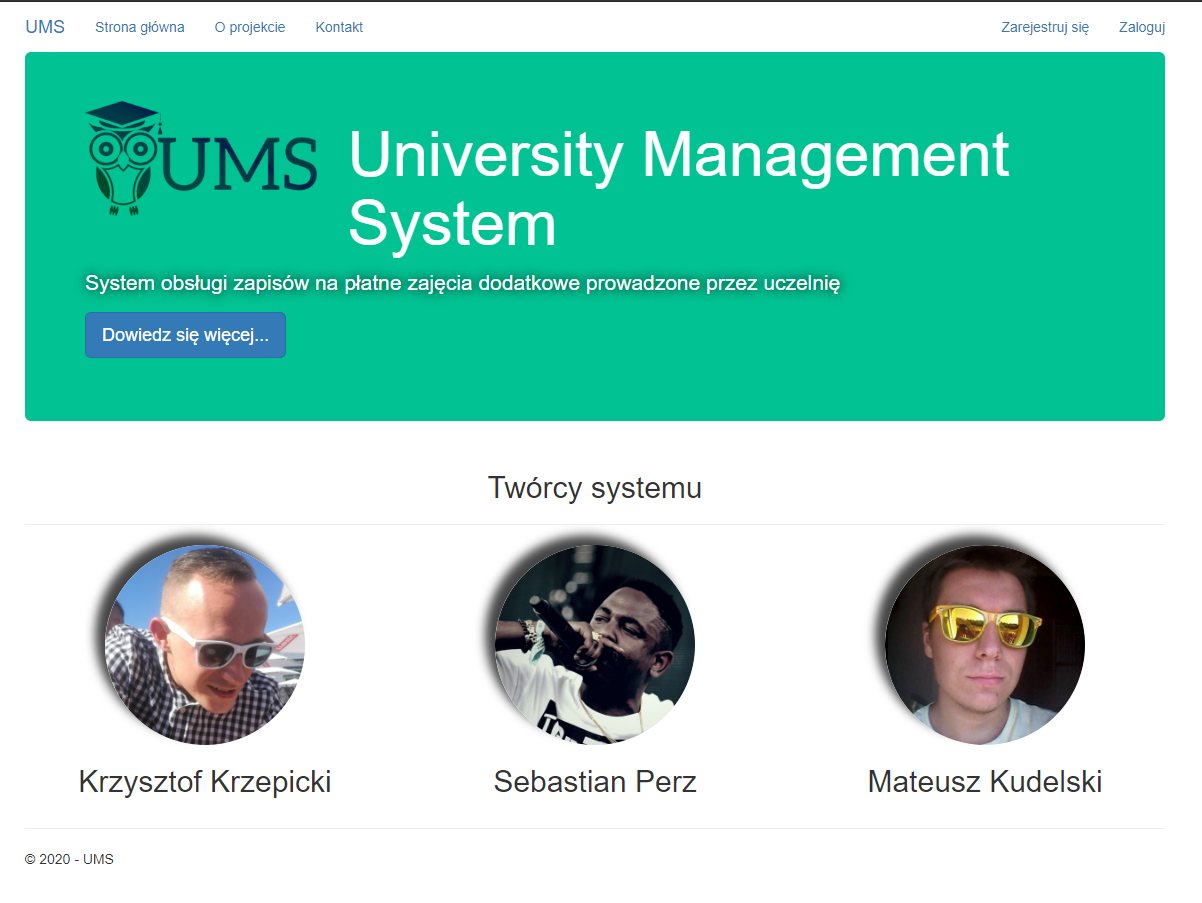 UMS Strona główna O projekcie Kontakt Zarejestruj się Zaloguj
UMS
University Management
System
System obsługi zapisów na płatne zajęcia dodatkowe prowadzone przez uczelnię
Dowiedz się więcej...
Twórcy systemu
Krzysztof Krzepicki Sebastian Perz Mateusz Kudelski
© 2020 - UMS